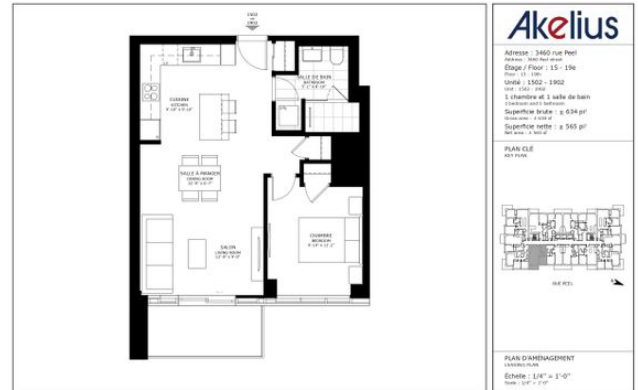 1502
1902
CUISINE
KITCHEN
SALLE DE BAIN
BATHROOM
SALLE À MANGER
DINING ROOM
SALON
LIVING ROOM
CHAMBRE
BEDROOM
Akelius
Adresse : 3460 rue Peel
Address : 3460 Peel street
Étage / Floor : 15 - 19e
Floor : 15 - 19th
Unité : 1502 - 1902
Unit : 1502 - 1902
1 chambre et 1 salle de bain
1 bedroom and 1 bathroom
Superficie brute : ± 634 pi²
Gross area : ± 634 sf
Superficie nette : ± 565 pi²
Net area : ± 565 sf
PLAN CLÉ
KEY PLAN
RUE PEEL
PLAN D'AMÉNAGEMENT
Échelle : 1/4" = 1'-0"
Scale : 1/4" = 1'-0"